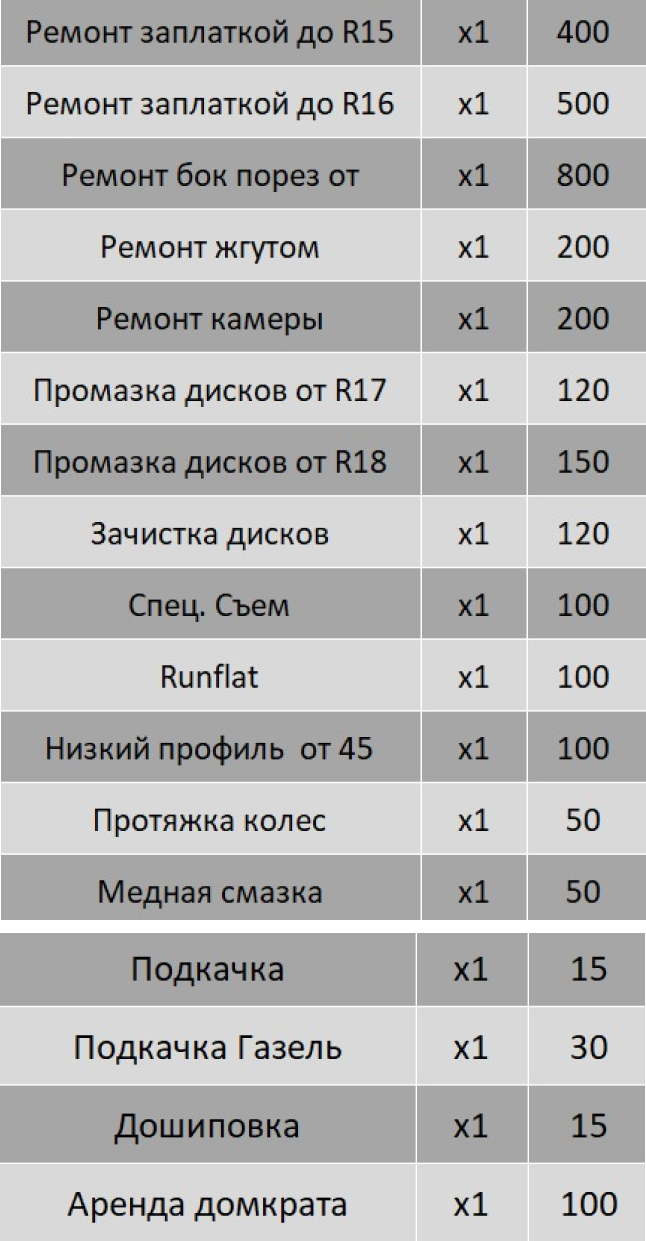 Ремонт заплаткой до R15 x1 400
Ремонт заплаткой до R16 x1 500
Ремонт бок порез от x1 800
Ремонт жгутом x1 200
Ремонт камеры x1 200
Промазка дисков от R17 x1 120
Промазка дисков от R18 x1 150
Зачистка дисков x1 120
Спец. Съем x1 100
Runflat x1 100
Низкий профиль от 45 x1 100
Протяжка колес x1 50
Медная смазка x1 50
Подкачка x1 15
Подкачка Газель x1 30
Дошиповка x1 15
Аренда домкрата x1 100